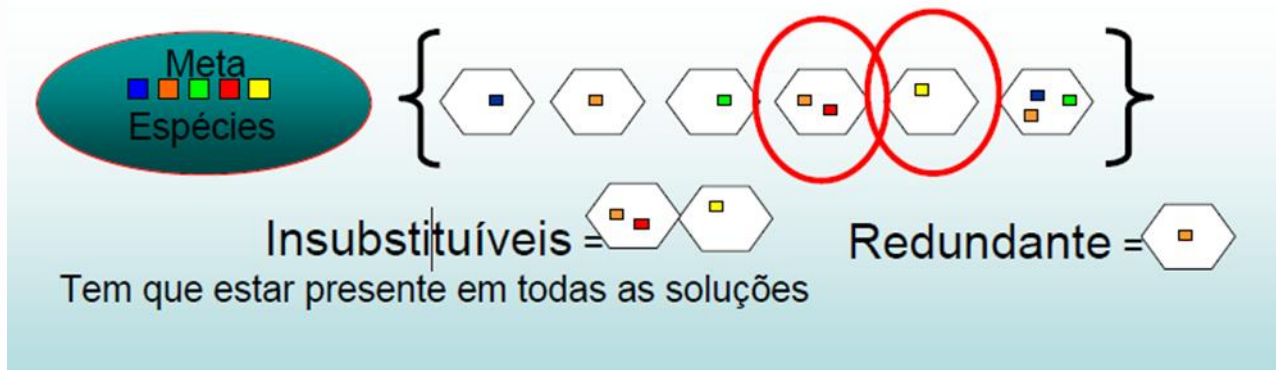 Meta
Espécies
Insubstituíveis =
Redundante =
Tem que estar presente em todas as soluções